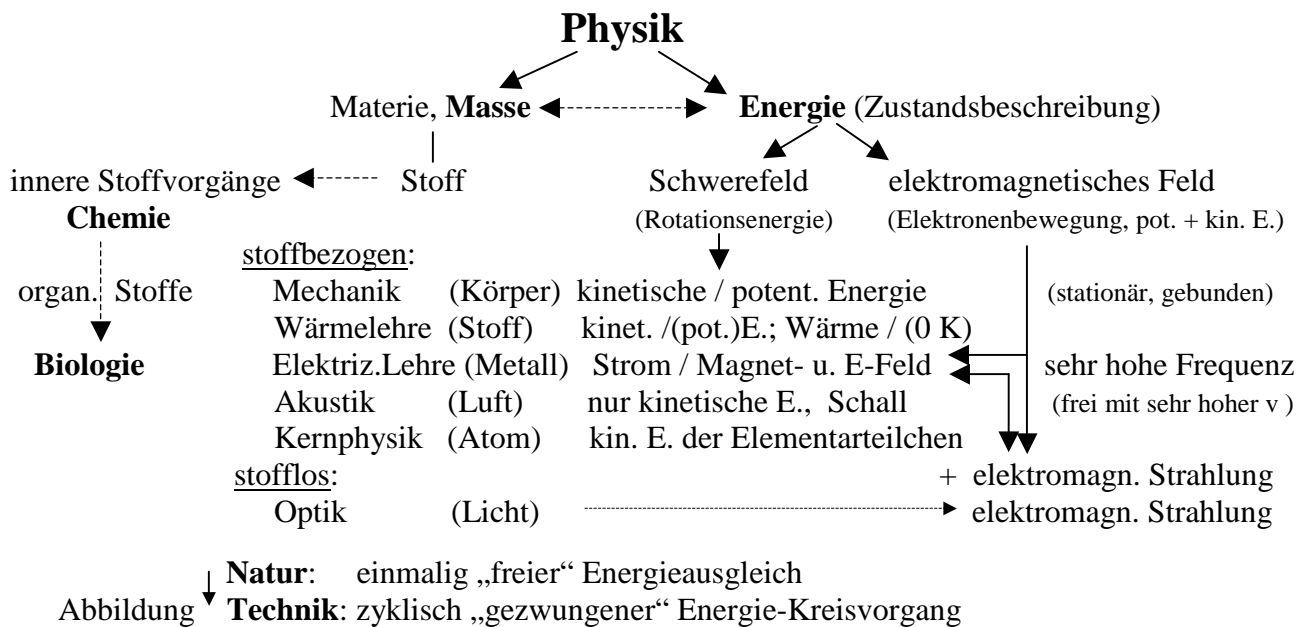 Physik
Materie, Masse Energie (Zustandsbeschreibung)
innere Stoffvorgänge Stoff Schwerefeld elektromagnetisches Feld
Chemie (Rotationsenergie) (Elektronenbewegung, pot. + kin. E.)
stoffbezogen:
organ. Stoffe Mechanik (Körper) kinetische / potent. Energie (stationär, gebunden)
Wärmelehre (Stoff) kinet. /(pot.)E.; Wärme / (0 K)
Biologie Elektriz.Lehre (Metall) Strom / Magnet- u. E-Feld sehr hohe Frequenz
Akustik (Luft) nur kinetische E., Schall (frei mit sehr hoher v )
Kernphysik (Atom) kin. E. der Elementarteilchen
stofflos: + elektromagn. Strahlung
Optik (Licht) elektromagn. Strahlung
Natur: einmalig „freier“ Energieausgleich
Abbildung Technik: zyklisch „gezwungener“ Energie-Kreisvorgang